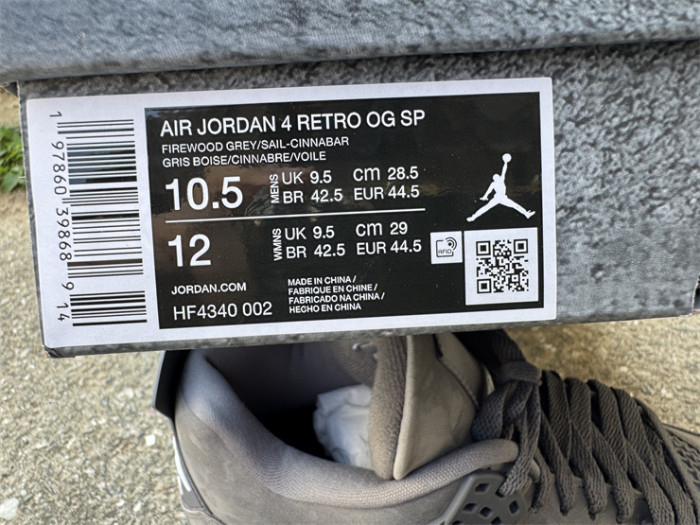 AIR JORDAN 4 RETRO OG SP
FIREWOOD GREY/SAIL-CINNABAR
GRIS BOISE/CINNABRE/VOILE
10.5 MENS UK 9.5 cm 28.5
BR 42.5 EUR 44.5
12 WMNS UK 9.5 cm 29
BR 42.5 EUR 44.5
RFID
JORDAN.COM
HF4340 002
MADE IN CHINA /
FABRIQUE EN CHINE /
FABRICADO NA CHINA /
HECHO EN CHINA
1 97860 39868 9 14